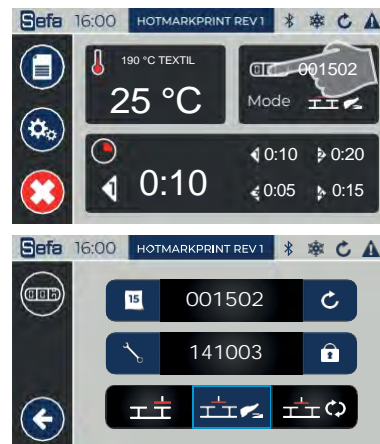 Sefa 16:00 HOTMARKPRINT REV 1
190 °C TEXTIL
25 °C
001502
Mode
1 0:10
0:10 0:20
0:05 0:15
Sefa 16:00 HOTMARKPRINT REV 1
15 001502
141003